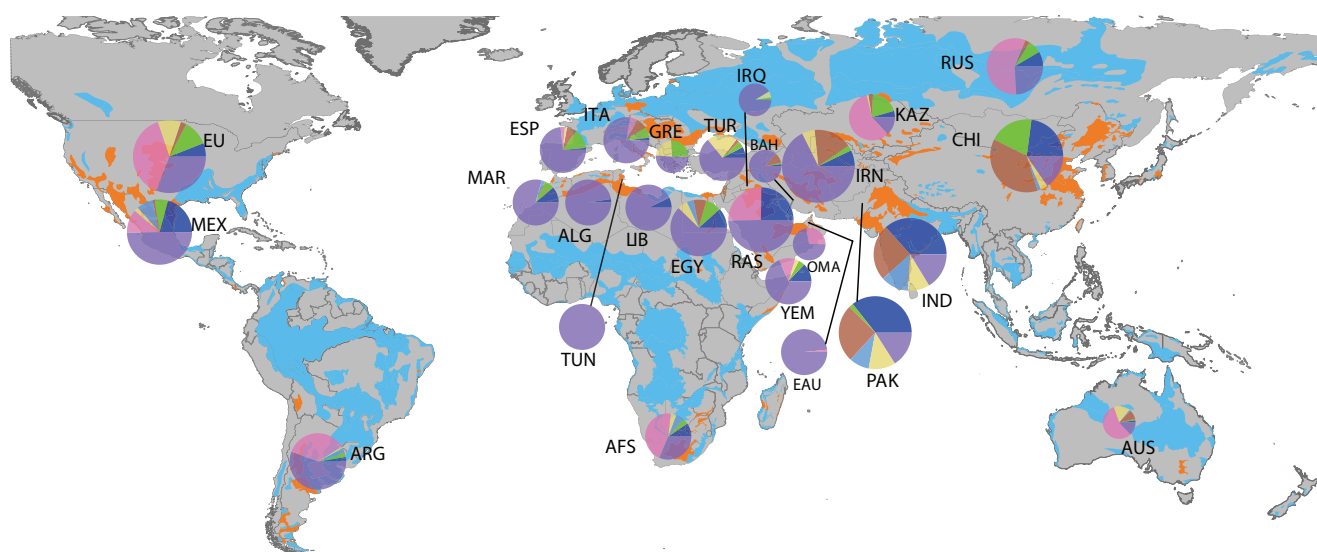 RUS
IRQ
ITA
KAZ
ESP
GRE
TUR
EU
BAH
CHI
IRN
MAR
MEX
ALG
LIB
EGY
RAS
OMA
YEM
IND
TUN
EAU
PAK
AFS
AUS
ARG